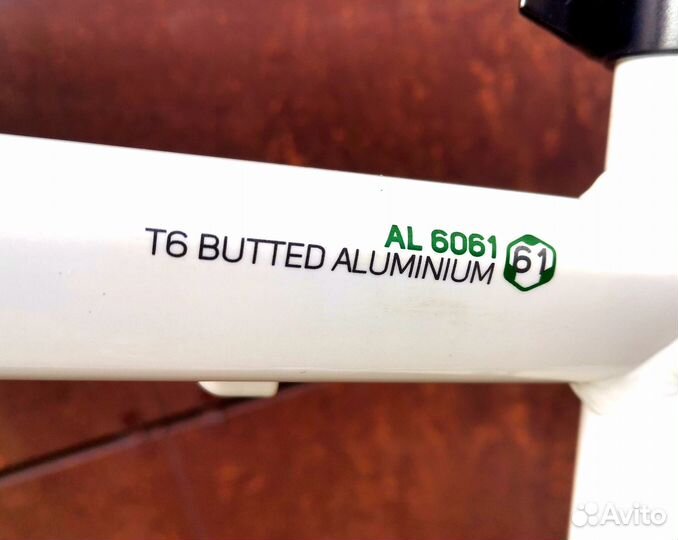 AL 6061
T6 BUTTED ALUMINIUM 61
Avito